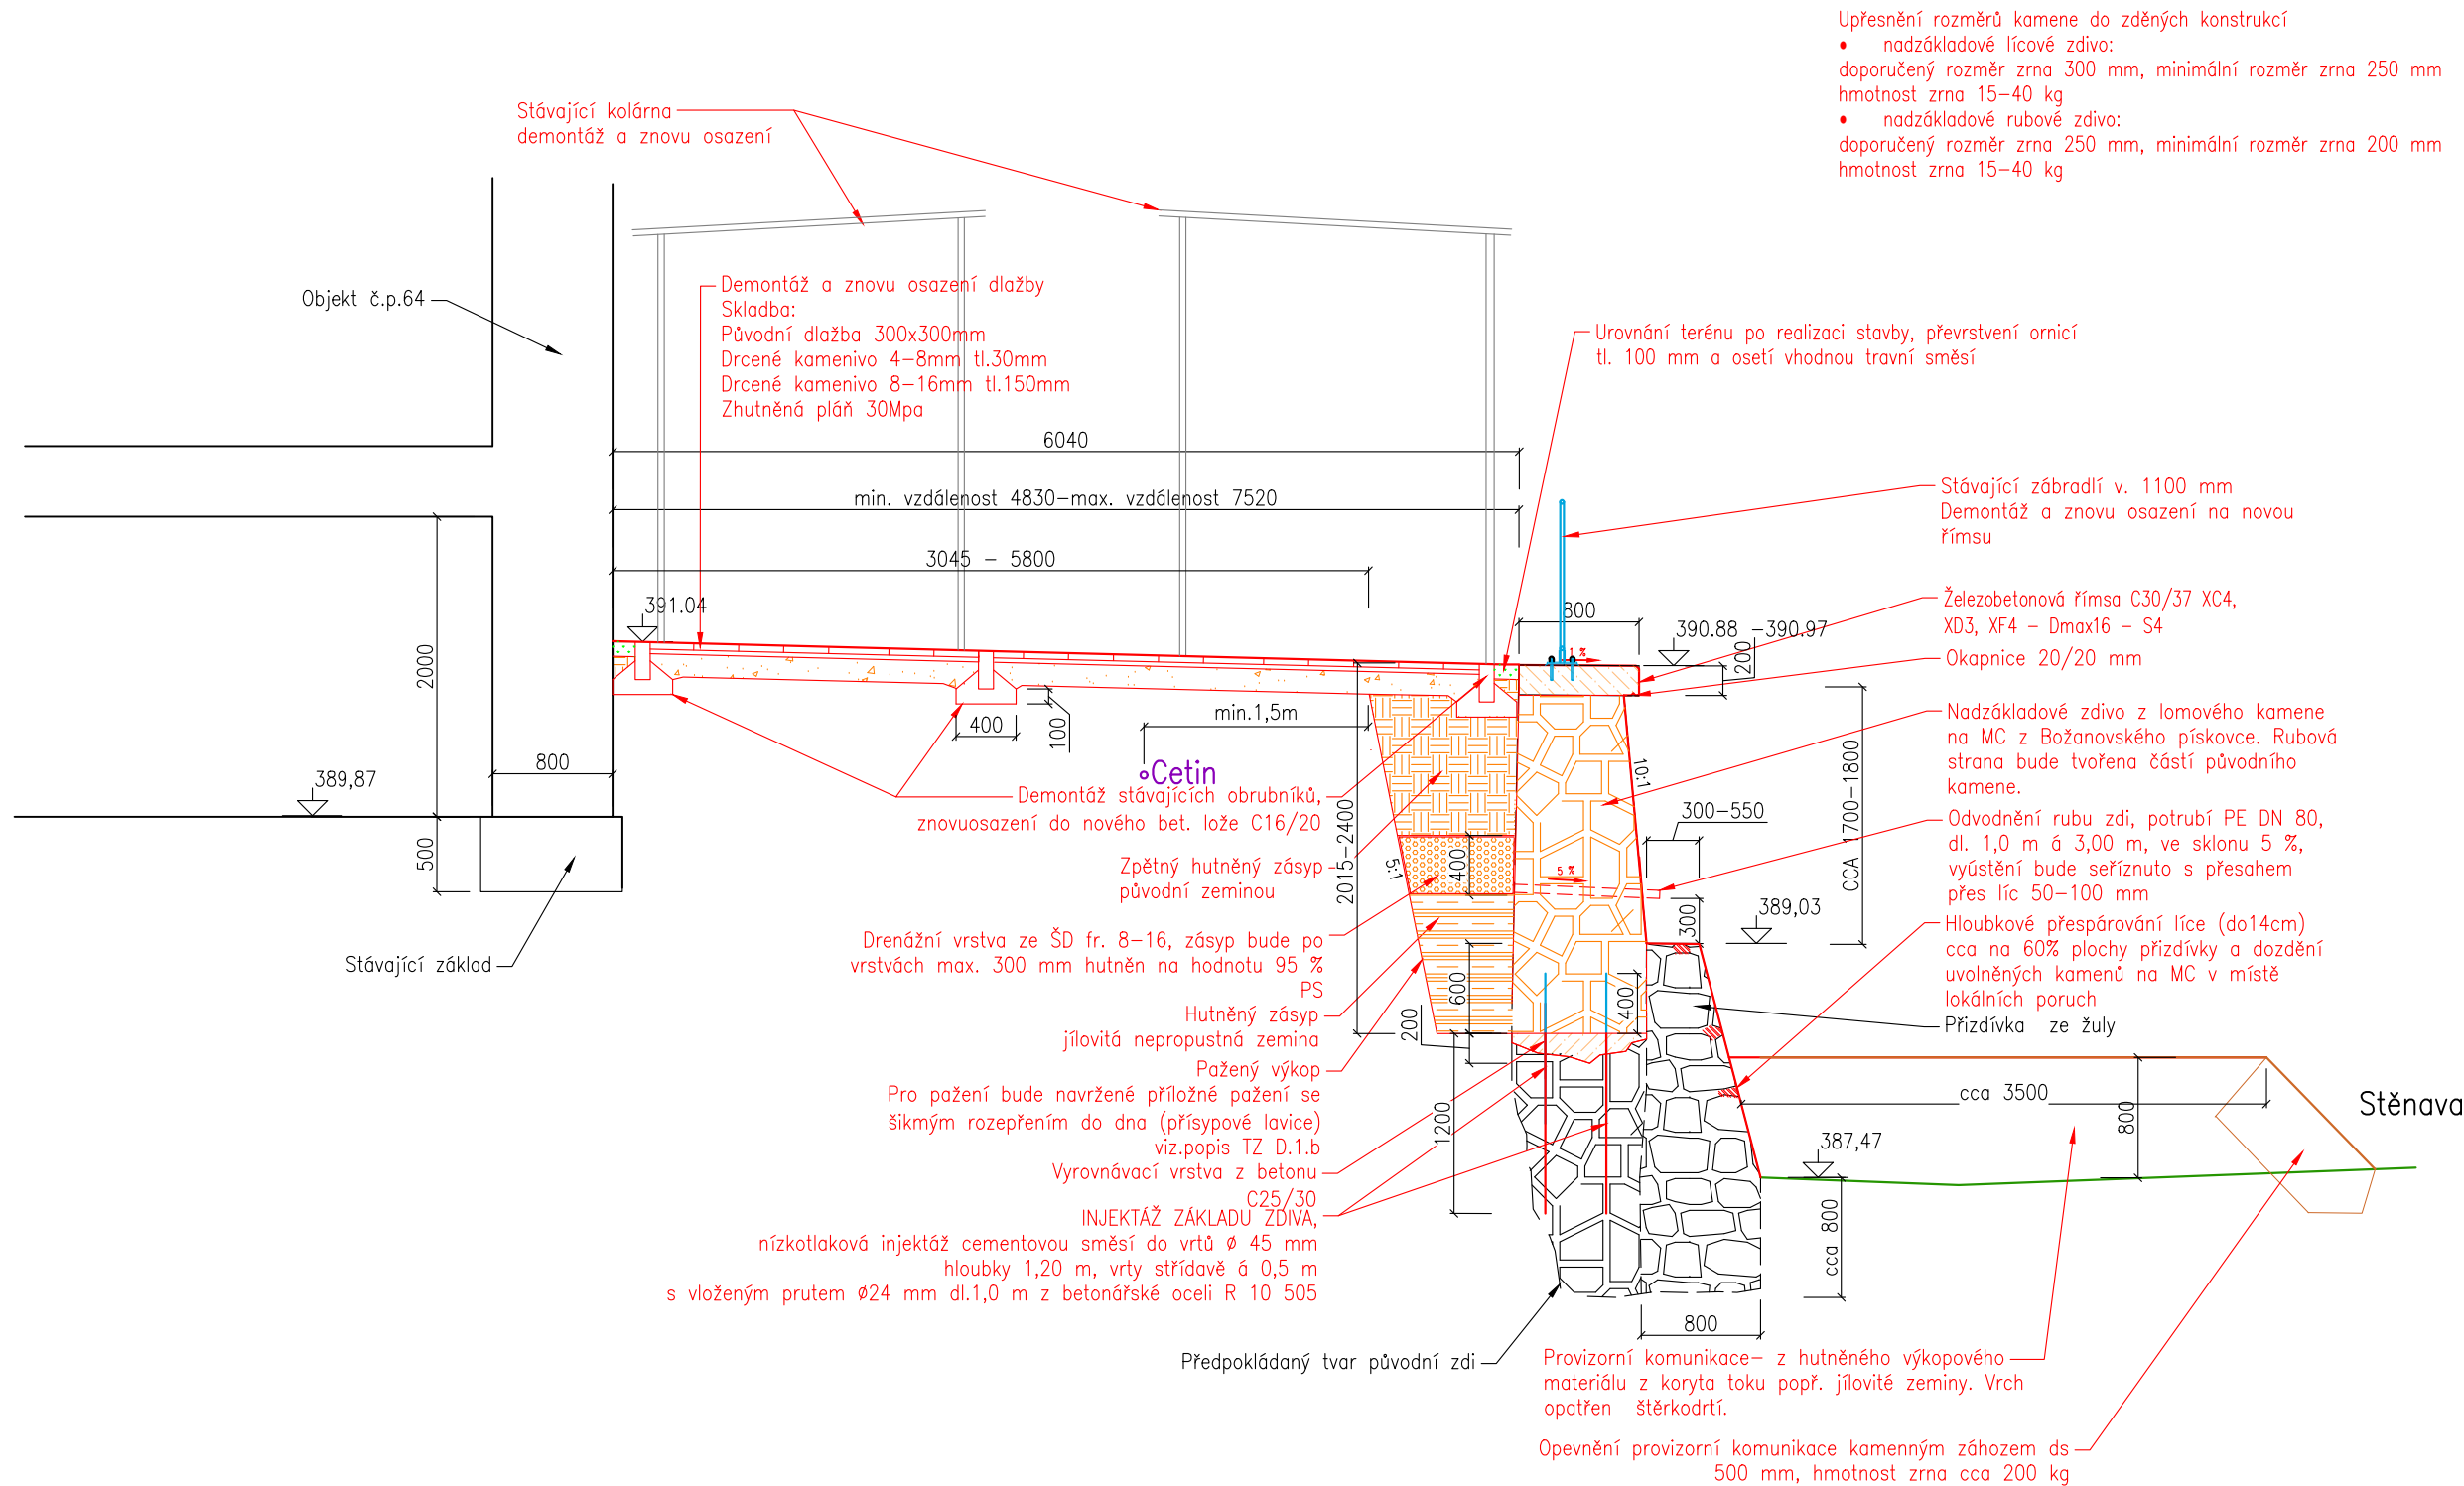 Upřesnění rozměrů kamene do zděných konstrukcí
• nadzákladové lícové zdivo:
doporučený rozměr zrna 300 mm, minimální rozměr zrna 250 mm
hmotnost zrna 15-40 kg
• nadzákladové rubové zdivo:
doporučený rozměr zrna 250 mm, minimální rozměr zrna 200 mm
hmotnost zrna 15-40 kg
Stávající kolárna
demontáž a znovu osazení
Objekt č.p.64
Demontáž a znovu osazení dlažby
Skladba:
Původní dlažba 300x300mm
Drcené kamenivo 4-8mm tl.30mm
Drcené kamenivo 8-16mm tl.150mm
Zhutněná pláň 30Mpa
Urovnání terénu po realizaci stavby, převrstvení ornicí
tl. 100 mm a osetí vhodnou travní směsí
6040
min. vzdálenost 4830-max. vzdálenost 7520
3045 - 5800
Stávající zábradlí v. 1100 mm
Demontáž a znovu osazení na novou
římsu
391.04
800
390.88 -390.97
200
1 %
Železobetonová římsa C30/37 XC4,
XD3, XF4 - Dmax16 - S4
Okapnice 20/20 mm
2000
400
100
min.1,5m
Cetin
Nadzákladové zdivo z lomového kamene
na MC z Božanovského pískovce. Rubová
strana bude tvořena částí původního
kamene.
800
389,87
500
Demontáž stávajících obrubníků,
znovuosazení do nového bet. lože C16/20
10:1
300-550
CCA 1700-1800
Odvodnění rubu zdi, potrubí PE DN 80,
dl. 1,0 m á 3,00 m, ve sklonu 5 %,
vyústění bude seříznuto s přesahem
přes líc 50-100 mm
Zpětný hutněný zásyp
původní zeminou
2015-2400
5:1
400
5 %
300
389,03
Stávající základ
Drenážní vrstva ze ŠD fr. 8-16, zásyp bude po
vrstvách max. 300 mm hutněn na hodnotu 95 %
PS
Hloubkové přespárování líce (do14cm)
cca na 60% plochy přizdívky a dozdění
uvolněných kamenů na MC v místě
lokálních poruch
Přizdívka ze žuly
600
400
200
Hutněný zásyp
jílovitá nepropustná zemina
Pažený výkop
Pro pažení bude navržené příložné pažení se
šikmým rozepřením do dna (přísypové lavice)
viz.popis TZ D.1.b
Vyrovnávací vrstva z betonu
C25/30
1200
cca 3500
800
Stěnava
387,47
cca 800
INJEKTÁŽ ZÁKLADU ZDIVA,
nízkotlaková injektáž cementovou směsí do vrtů ø 45 mm
hloubky 1,20 m, vrty střídavě á 0,5 m
s vloženým prutem ø24 mm dl.1,0 m z betonářské oceli R 10 505
800
Předpokládaný tvar původní zdi
Provizorní komunikace- z hutněného výkopového
materiálu z koryta toku popř. jílovité zeminy. Vrch
opatřen štěrkodrtí.
Opevnění provizorní komunikace kamenným záhozem ds
500 mm, hmotnost zrna cca 200 kg